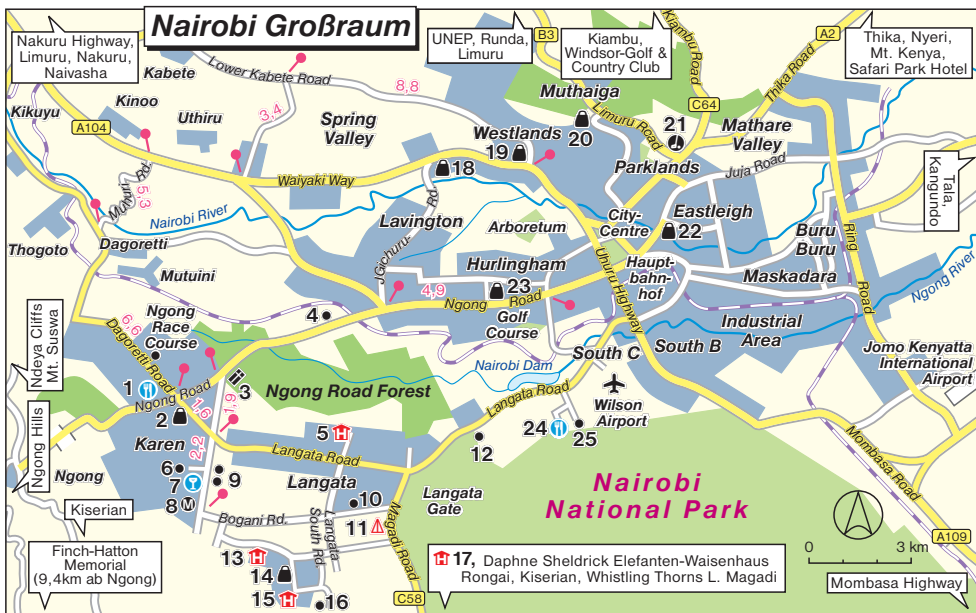 Nairobi Großraum
Nakuru Highway,
Limuru, Nakuru,
Naivasha
UNEP, Runda,
Limuru
Kiambu,
Windsor-Golf &
Country Club
Thika, Nyeri,
Mt. Kenya,
Safari Park Hotel
B3
Kiambu Road
A2
Thika Road
C64
Kabete
Lower Kabete Road
8,8
3,4
Kinoo
Kikuyu
Uthiru
A104
Spring
Valley
Muthaiga
Limuru Road
Westlands
20
19
21
18
Mathare
Valley
Parklands
Juja Road
Waiyaki Way
Muturi Rd.
5,3
Nairobi River
Lavington
JGichuru-Rd.
Arboretum
City-
Centre
Eastleigh
22
Tala,
Kangundo
Thogoto
Dagoretti
Mutuini
Hurlingham
23
Haupt-
bahn-
hof
Buru
Buru
Maskadara
Ring Road
Ngong River
4,9
Ngong Road
Uhuru Highway
4
Golf
Course
Industrial
Area
Ndeya Cliffs
Mt. Suswa
6,6
Ngong
Race
Course
Dagoretti Road
Nairobi Dam
South C
South B
Jomo Kenyatta
International
Airport
1
Ngong Road
3
Ngong Road Forest
Langata Road
Wilson
Airport
2
1,6
1,9
Ngong Hills
Karen
2,2
5
Langata Road
12
24
25
Mombasa Road
Ngong
6
7
8
M
9
Langata
10
Langata
Gate
Nairobi
National Park
Kiserian
Bogani Rd.
11
Langata
South Rd.
Magadi Road
A109
Finch-Hatton
Memorial
(9,4km ab Ngong)
13
14
15
16
C58
17, Daphne Sheldrick Elefanten-Waisenhaus
Rongai, Kiserian, Whistling Thorns L. Magadi
0 3 km
Mombasa Highway